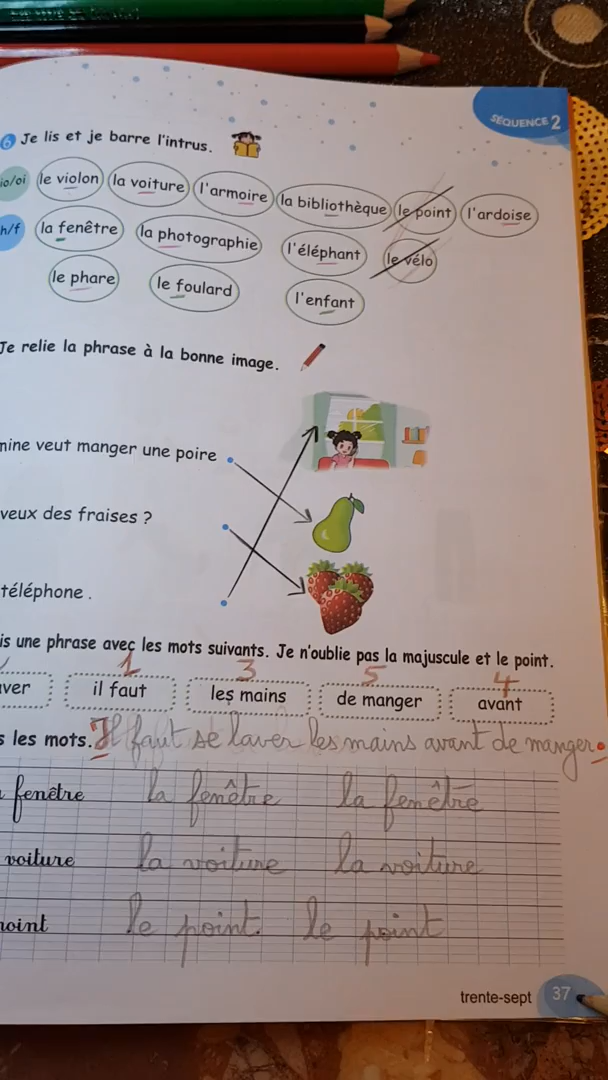 SÉQUENCE 2
6 Je lis et je barre l'intrus.
io/oi le violon la voiture l'armoire la bibliothèque le point l'ardoise
h/f la fenêtre la photographie l'éléphant le vélo
le phare le foulard l'enfant
Je relie la phrase à la bonne image.
mine veut manger une poire
veux des fraises ?
téléphone .
is une phrase avec les mots suivants. Je n'oublie pas la majuscule et le point.
1 3 5 4
aver il faut les mains de manger avant
s les mots. Il faut se laver les mains avant de manger.
fenêtre la fenêtre la fenêtre
voiture la voiture la voiture
point le point. le point
trente-sept 37